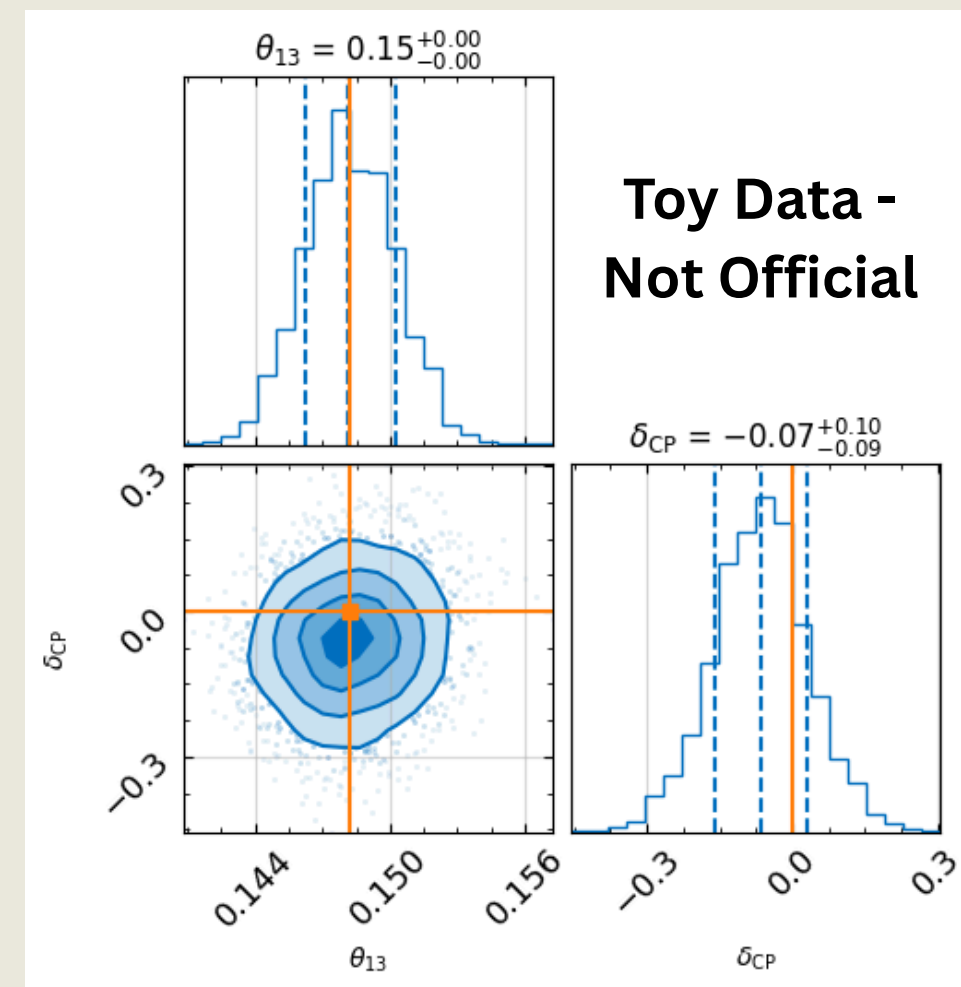 θ₁₃ = 0.15⁺⁰·⁰⁰₋₀.₀₀
Toy Data -
Not Official
δCP = −0.07⁺⁰·¹⁰₋₀.₀₉
0.3
0.0
−0.3
δCP
0.144
0.150
0.156
θ₁₃
−0.3
0.0
0.3
δCP